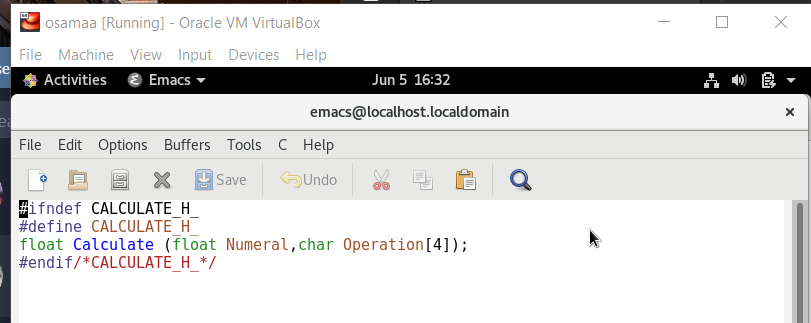 osamaa [Running] - Oracle VM VirtualBox
File Machine View Input Devices Help
Activities Emacs Jun 5 16:32
emacs@localhost.localdomain
File Edit Options Buffers Tools C Help
Save Undo
#ifndef CALCULATE_H_
#define CALCULATE_H_
float Calculate (float Numeral,char Operation[4]);
#endif/*CALCULATE_H_*/